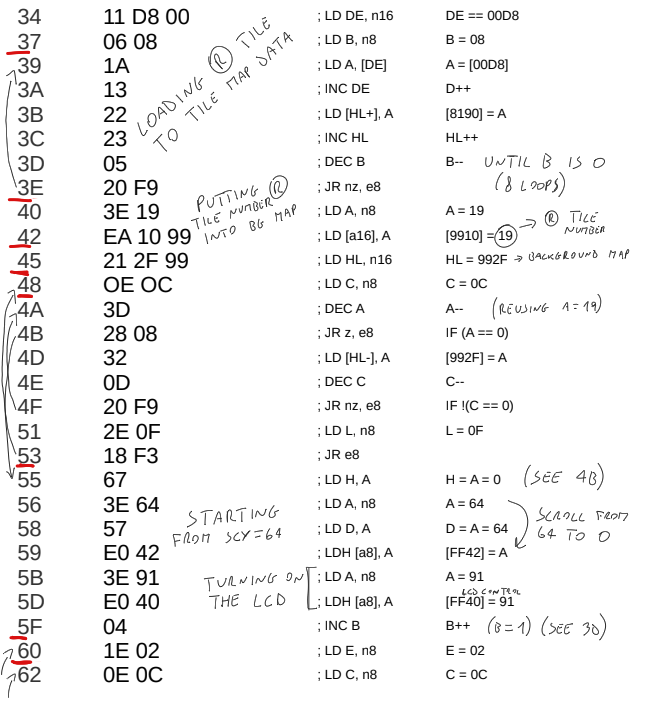 34 11 D8 00 ; LD DE, n16 DE == 00D8
37 06 08 ; LD B, n8 B = 08
39 1A ; LD A, [DE] A = [00D8]
3A 13 ; INC DE D++
3B 22 ; LD [HL+], A [8190] = A
3C 23 ; INC HL HL++
3D 05 ; DEC B B-- UNTIL B IS 0
3E 20 F9 ; JR nz, e8 (8 LOOPS)
LOADING Ⓡ TILE
TO TILE MAP DATA
40 3E 19 ; LD A, n8 A = 19 → Ⓡ TILE
42 EA 10 99 ; LD [a16], A [9910] = 19 NUMBER
PUTTING Ⓡ
TILE NUMBER
INTO BG MAP
45 21 2F 99 ; LD HL, n16 HL = 992F → BACKGROUND MAP
48 OE OC ; LD C, n8 C = 0C
4A 3D ; DEC A A-- (REUSING A=19)
4B 28 08 ; JR z, e8 IF (A == 0)
4D 32 ; LD [HL-], A [992F] = A
4E 0D ; DEC C C--
4F 20 F9 ; JR nz, e8 IF !(C == 0)
51 2E 0F ; LD L, n8 L = 0F
53 18 F3 ; JR e8
55 67 ; LD H, A H = A = 0 (SEE 4B)
56 3E 64 ; LD A, n8 A = 64
58 57 ; LD D, A D = A = 64
59 E0 42 ; LDH [a8], A [FF42] = A
STARTING
FROM SCY=64
SCROLL FROM
64 TO 0
5B 3E 91 ; LD A, n8 A = 91
LCD CONTROL
5D E0 40 ; LDH [a8], A [FF40] = 91
TURNING ON
THE LCD
5F 04 ; INC B B++ (B=1) (SEE 3D)
60 1E 02 ; LD E, n8 E = 02
62 0E 0C ; LD C, n8 C = 0C